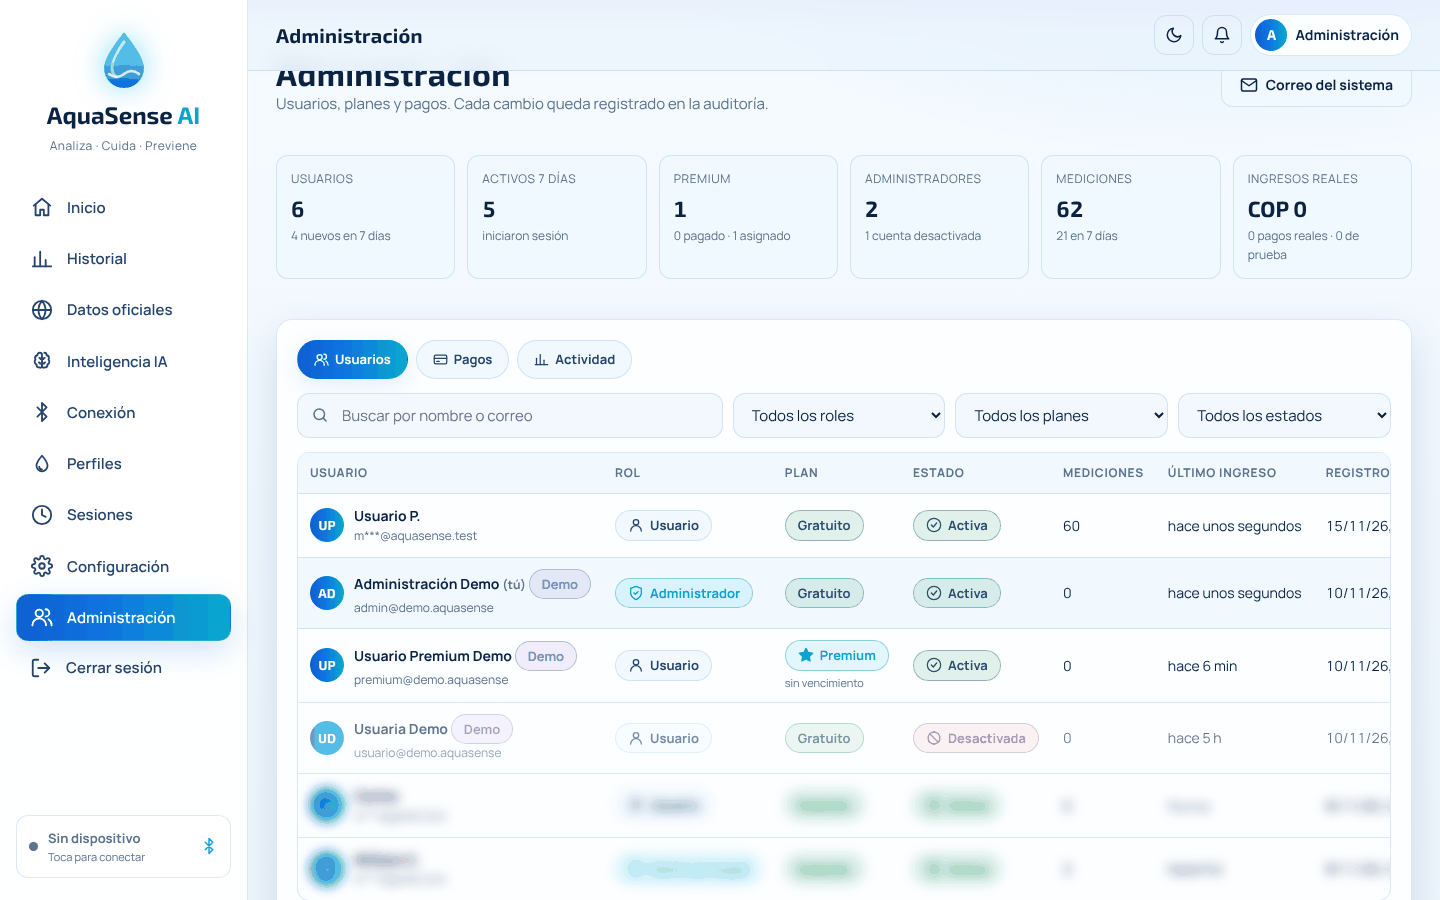 AquaSense AI
Analiza · Cuida · Previene
Inicio
Historial
Datos oficiales
Inteligencia IA
Conexión
Perfiles
Sesiones
Configuración
Administración
Cerrar sesión
Sin dispositivo
Toca para conectar
Administración
A Administración
Administración
Usuarios, planes y pagos. Cada cambio queda registrado en la auditoría.
Correo del sistema
USUARIOS
6
4 nuevos en 7 días
ACTIVOS 7 DÍAS
5
iniciaron sesión
PREMIUM
1
0 pagado · 1 asignado
ADMINISTRADORES
2
1 cuenta desactivada
MEDICIONES
62
21 en 7 días
INGRESOS REALES
COP 0
0 pagos reales · 0 de
prueba
Usuarios Pagos Actividad
Buscar por nombre o correo Todos los roles Todos los planes Todos los estados
USUARIO ROL PLAN ESTADO MEDICIONES ÚLTIMO INGRESO REGISTRO
UP Usuario P. Usuario Gratuito Activa 60 hace unos segundos 15/11/26,
m***@aquasense.test
AD Administración Demo (tú) Demo Administrador Gratuito Activa 0 hace unos segundos 10/11/26,
admin@demo.aquasense
UP Usuario Premium Demo Demo Usuario Premium Activa 0 hace 6 min 10/11/26,
premium@demo.aquasense sin vencimiento
UD Usuaria Demo Demo Usuario Gratuito Desactivada 0 hace 5 h 10/11/26,
usuario@demo.aquasense